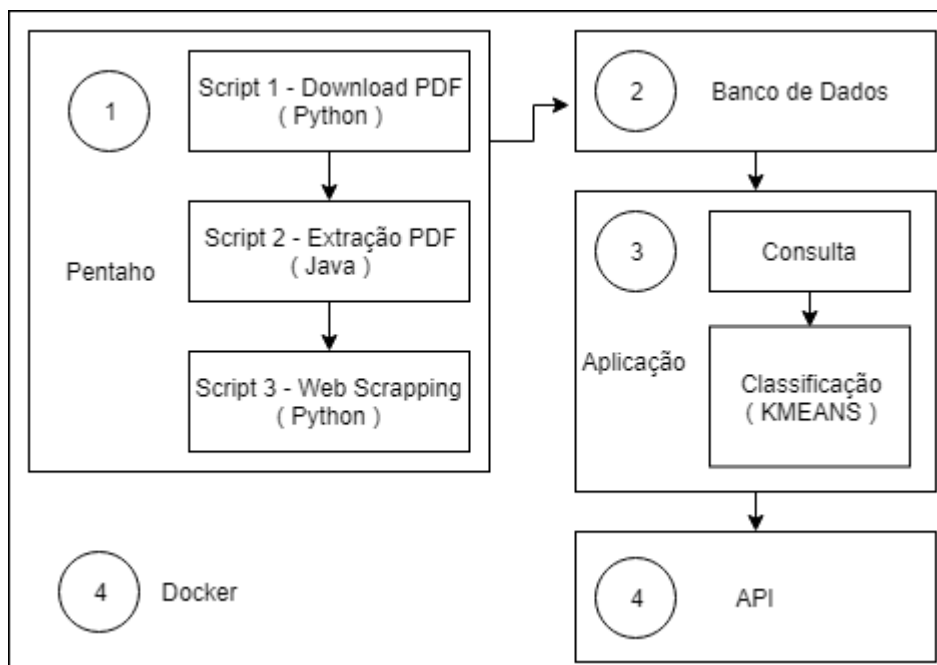 1
Pentaho
Script 1 - Download PDF
( Python )
Script 2 - Extração PDF
( Java )
Script 3 - Web Scrapping
( Python )
2
Banco de Dados
3
Aplicação
Consulta
Classificação
( KMEANS )
4
Docker
4
API